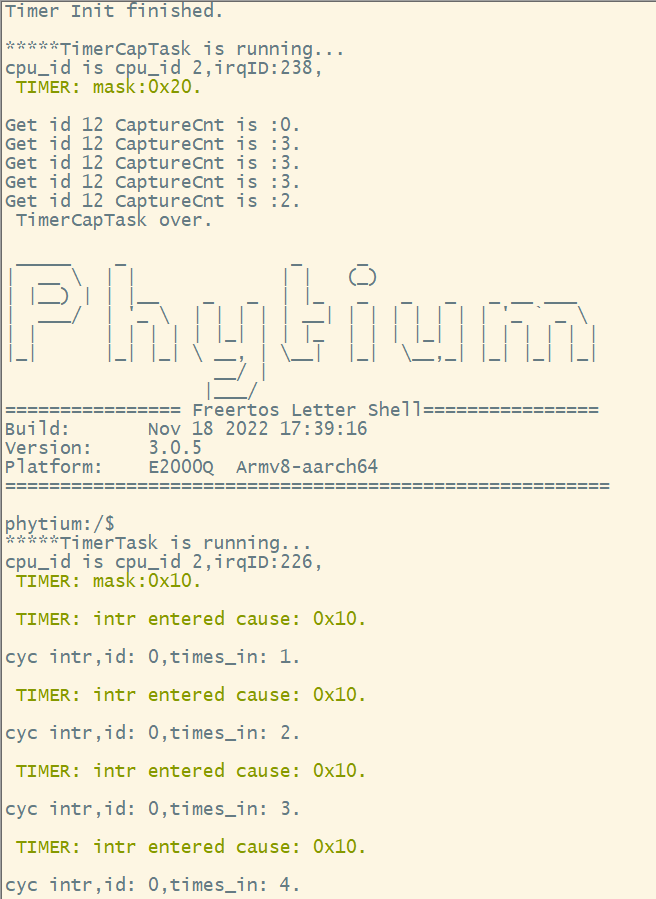 Timer Init finished.
*****TimerCapTask is running...
cpu_id is cpu_id 2,irqID:238,
TIMER: mask:0x20.
Get id 12 CaptureCnt is :0.
Get id 12 CaptureCnt is :3.
Get id 12 CaptureCnt is :3.
Get id 12 CaptureCnt is :3.
Get id 12 CaptureCnt is :2.
TimerCapTask over.
Phytium
================ Freertos Letter Shell================
Build:       Nov 18 2022 17:39:16
Version:     3.0.5
Platform:    E2000Q  Armv8-aarch64
=======================================================
phytium:/$
*****TimerTask is running...
cpu_id is cpu_id 2,irqID:226,
TIMER: mask:0x10.
TIMER: intr entered cause: 0x10.
cyc intr,id: 0,times_in: 1.
TIMER: intr entered cause: 0x10.
cyc intr,id: 0,times_in: 2.
TIMER: intr entered cause: 0x10.
cyc intr,id: 0,times_in: 3.
TIMER: intr entered cause: 0x10.
cyc intr,id: 0,times_in: 4.